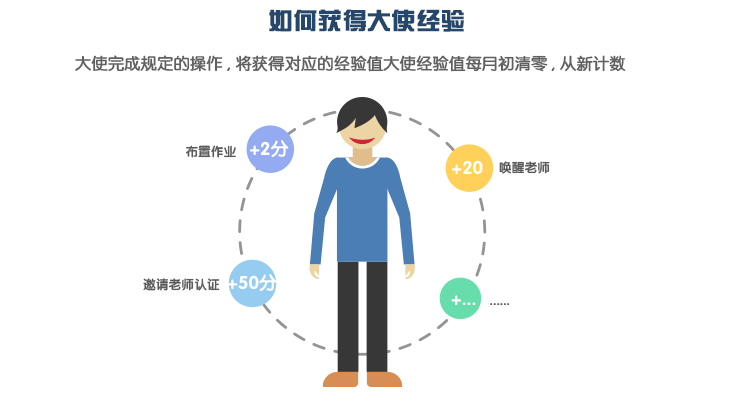 如何获得大使经验
大使完成规定的操作，将获得对应的经验值大使经验值每月初清零，从新计数
布置作业
+2分
+20
唤醒老师
邀请老师认证
+50分
+...
......